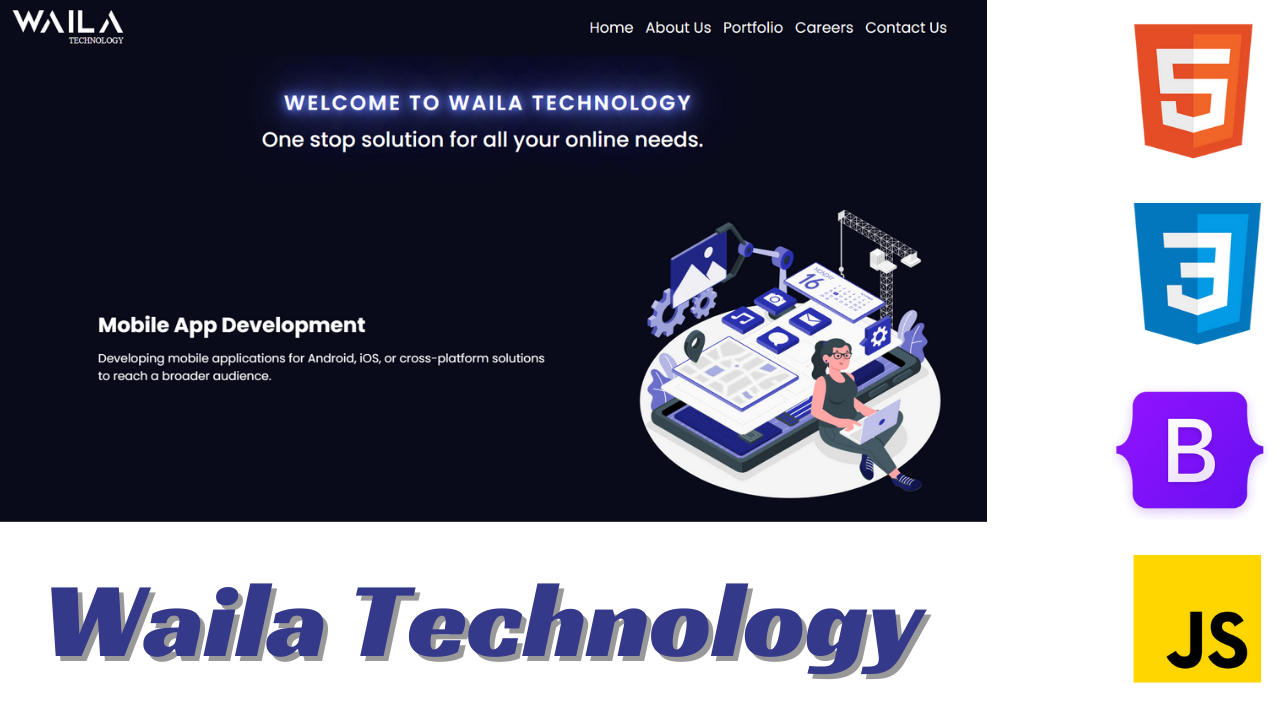 WAILA
TECHNOLOGY
Home About Us Portfolio Careers Contact Us
WELCOME TO WAILA TECHNOLOGY
One stop solution for all your online needs.
Mobile App Development
Developing mobile applications for Android, iOS, or cross-platform solutions
to reach a broader audience.
MONDAY
16
5
3
B
JS
Waila Technology